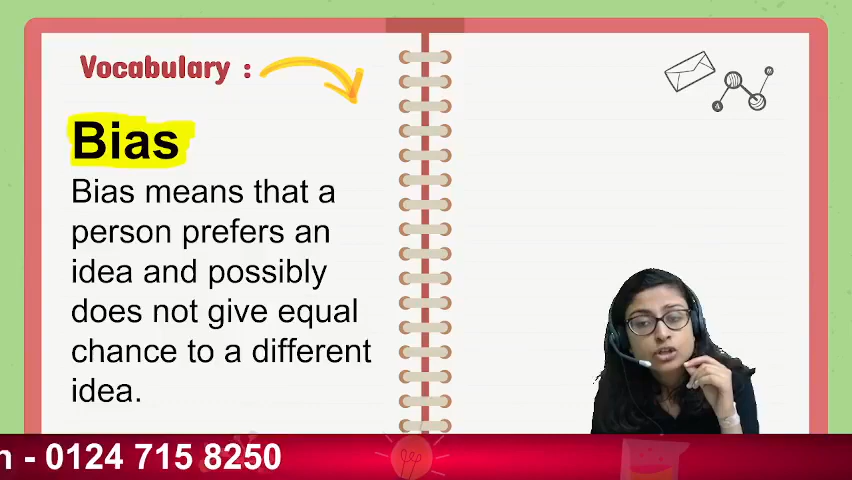 Vocabulary :
Bias
Bias means that a
person prefers an
idea and possibly
does not give equal
chance to a different
idea.
n - 0124 715 8250